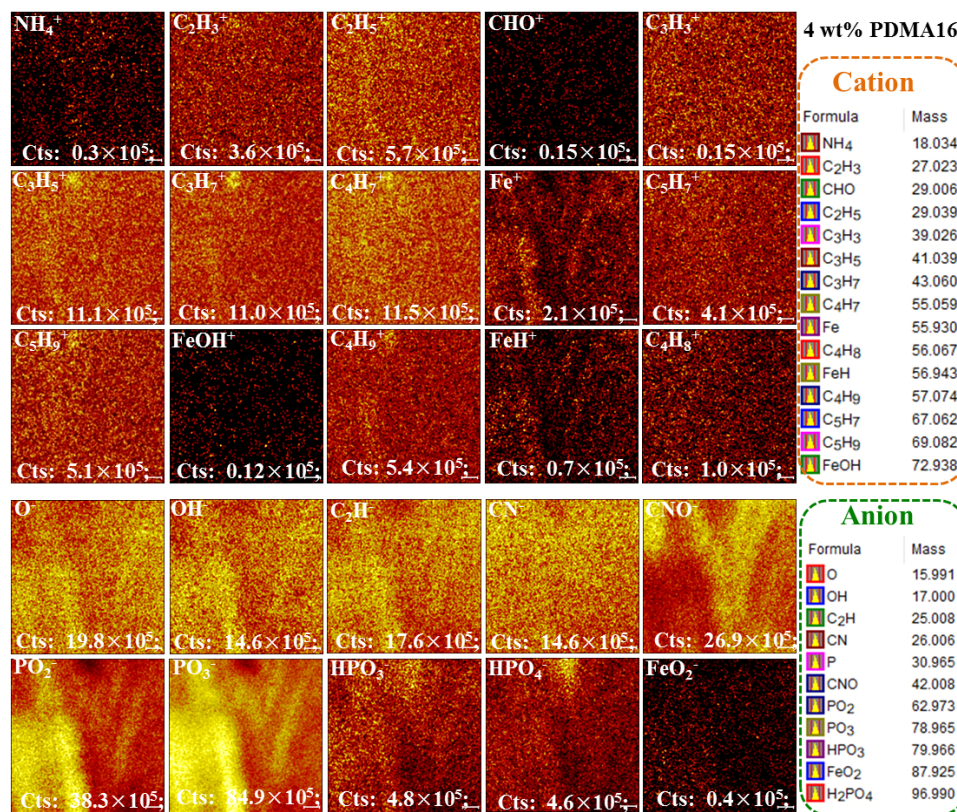 NH₄⁺ C₂H₃⁺ C₂H₅⁺ CHO⁺ C₃H₃⁺
Cts: 0.3×10⁵; Cts: 3.6×10⁵; Cts: 5.7×10⁵; Cts: 0.15×10⁵; Cts: 0.15×10⁵;
C₃H₅⁺ C₃H₇⁺ C₄H₇⁺ Fe⁺ C₅H₇⁺
Cts: 11.1×10⁵; Cts: 11.0×10⁵; Cts: 11.5×10⁵; Cts: 2.1×10⁵; Cts: 4.1×10⁵;
C₅H₉⁺ FeOH⁺ C₄H₉⁺ FeH⁺ C₄H₈⁺
Cts: 5.1×10⁵; Cts: 0.12×10⁵; Cts: 5.4×10⁵; Cts: 0.7×10⁵; Cts: 1.0×10⁵;
4 wt% PDMA16
Cation
Formula Mass
NH₄ 18.034
C₂H₃ 27.023
CHO 29.006
C₂H₅ 29.039
C₃H₃ 39.026
C₃H₅ 41.039
C₃H₇ 43.060
C₄H₇ 55.059
Fe 55.930
C₄H₈ 56.067
FeH 56.943
C₄H₉ 57.074
C₅H₇ 67.062
C₅H₉ 69.082
FeOH 72.938
O⁻ OH⁻ C₂H⁻ CN⁻ CNO⁻
Cts: 19.8×10⁵; Cts: 14.6×10⁵; Cts: 17.6×10⁵; Cts: 14.6×10⁵; Cts: 26.9×10⁵;
PO₂⁻ PO₃⁻ HPO₃⁻ HPO₄⁻ FeO₂⁻
Cts: 38.3×10⁵; Cts: 84.9×10⁵; Cts: 4.8×10⁵; Cts: 4.6×10⁵; Cts: 0.4×10⁵;
Anion
Formula Mass
O 15.991
OH 17.000
C₂H 25.008
CN 26.006
P 30.965
CNO 42.008
PO₂ 62.973
PO₃ 78.965
HPO₃ 79.966
FeO₂ 87.925
H₂PO₄ 96.990